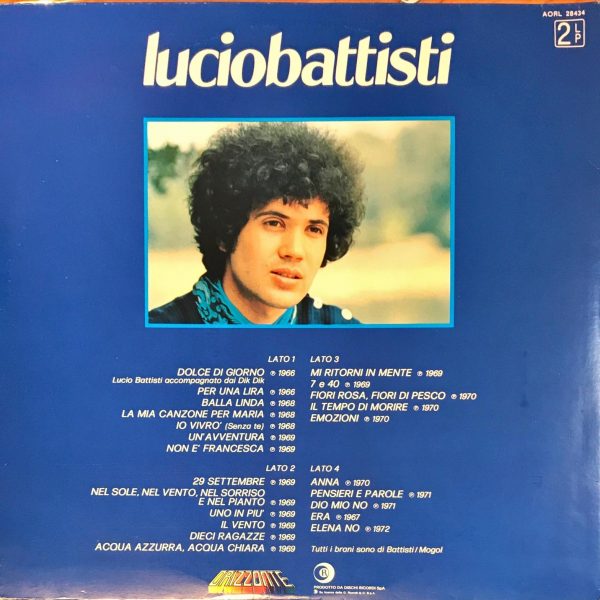 AORL 28434
2 LP
luciobattisti
LATO 1
DOLCE DI GIORNO ℗ 1966
Lucio Battisti accompagnato dai Dik Dik
PER UNA LIRA ℗ 1966
BALLA LINDA ℗ 1968
LA MIA CANZONE PER MARIA ℗ 1968
IO VIVRO' (Senza te) ℗ 1968
UN'AVVENTURA ℗ 1969
NON E' FRANCESCA ℗ 1969
LATO 2
29 SETTEMBRE ℗ 1969
NEL SOLE, NEL VENTO, NEL SORRISO
E NEL PIANTO ℗ 1969
UNO IN PIU' ℗ 1969
IL VENTO ℗ 1969
DIECI RAGAZZE ℗ 1969
ACQUA AZZURRA, ACQUA CHIARA ℗ 1969
LATO 3
MI RITORNI IN MENTE ℗ 1969
7 e 40 ℗ 1969
FIORI ROSA, FIORI DI PESCO ℗ 1970
IL TEMPO DI MORIRE ℗ 1970
EMOZIONI ℗ 1970
LATO 4
ANNA ℗ 1970
PENSIERI E PAROLE ℗ 1971
DIO MIO NO ℗ 1971
ERA ℗ 1967
ELENA NO ℗ 1972
Tutti i brani sono di Battisti/Mogol
ORIZZONTE
R
PRODOTTO DA DISCHI RICORDI SpA